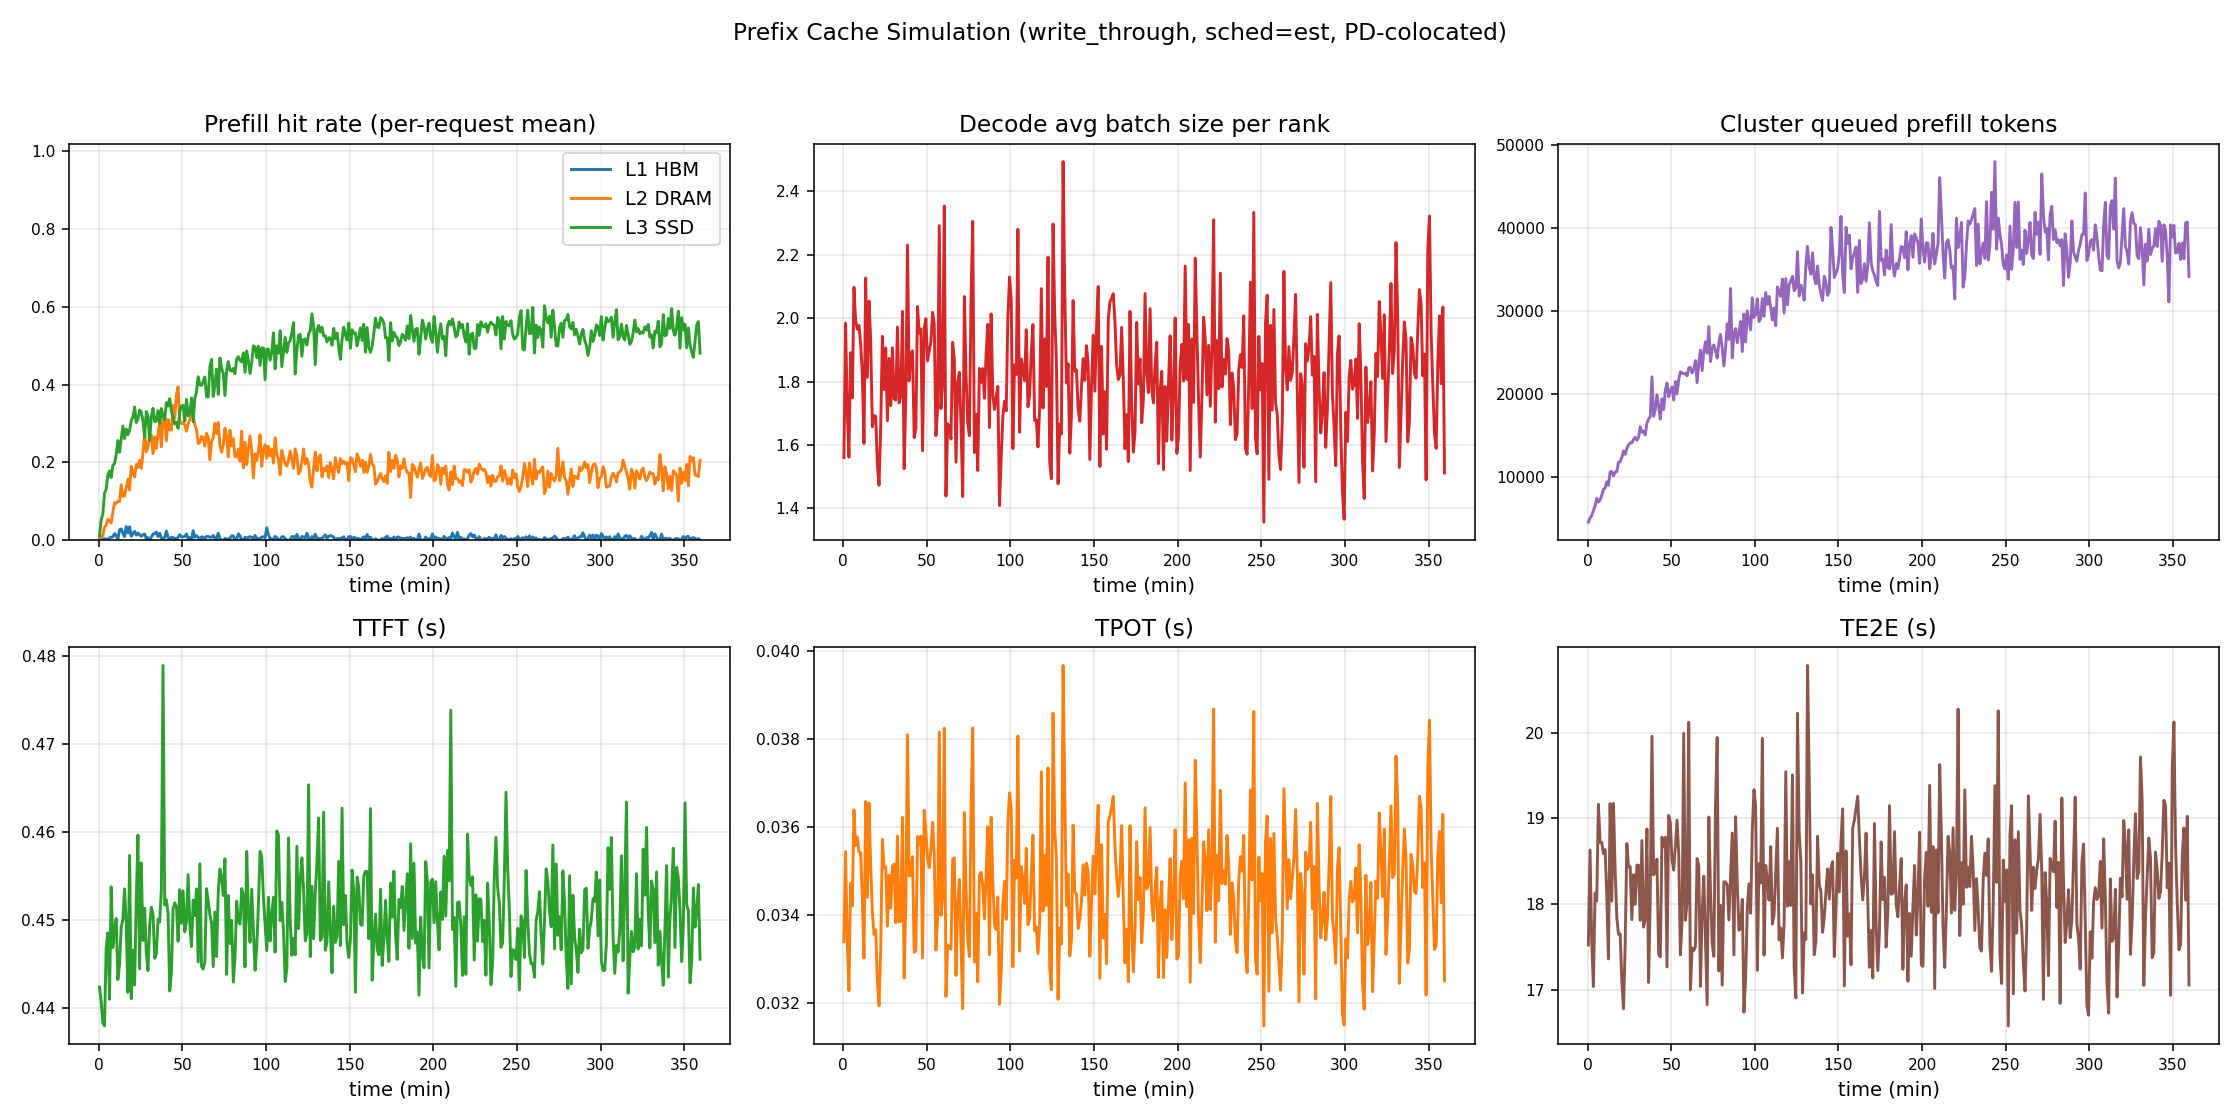 Prefix Cache Simulation (write_through, sched=est, PD-colocated)
Prefill hit rate (per-request mean)
1.0
0.8
0.6
0.4
0.2
0.0
L1 HBM
L2 DRAM
L3 SSD
0 50 100 150 200 250 300 350
time (min)
Decode avg batch size per rank
2.4
2.2
2.0
1.8
1.6
1.4
0 50 100 150 200 250 300 350
time (min)
Cluster queued prefill tokens
50000
40000
30000
20000
10000
0 50 100 150 200 250 300 350
time (min)
TTFT (s)
0.48
0.47
0.46
0.45
0.44
0 50 100 150 200 250 300 350
time (min)
TPOT (s)
0.040
0.038
0.036
0.034
0.032
0 50 100 150 200 250 300 350
time (min)
TE2E (s)
20
19
18
17
0 50 100 150 200 250 300 350
time (min)